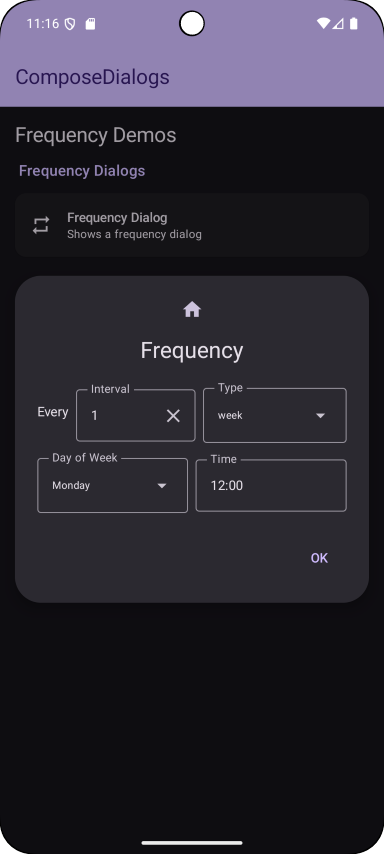 11:16
ComposeDialogs
Frequency Demos
Frequency Dialogs
Frequency Dialog
Shows a frequency dialog
Frequency
Every
Interval
1
Type
week
Day of Week
Monday
Time
12:00
OK